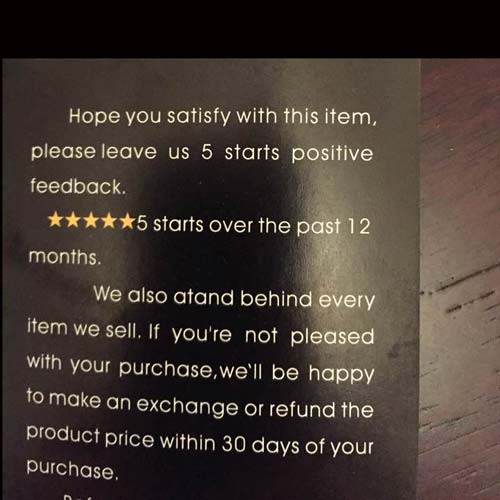 Hope you satisfy with this item,
please leave us 5 starts positive
feedback.
★★★★★5 starts over the past 12
months.
We also atand behind every
item we sell. If you're not pleased
with your purchase,we'll be happy
to make an exchange or refund the
product price within 30 days of your
purchase.